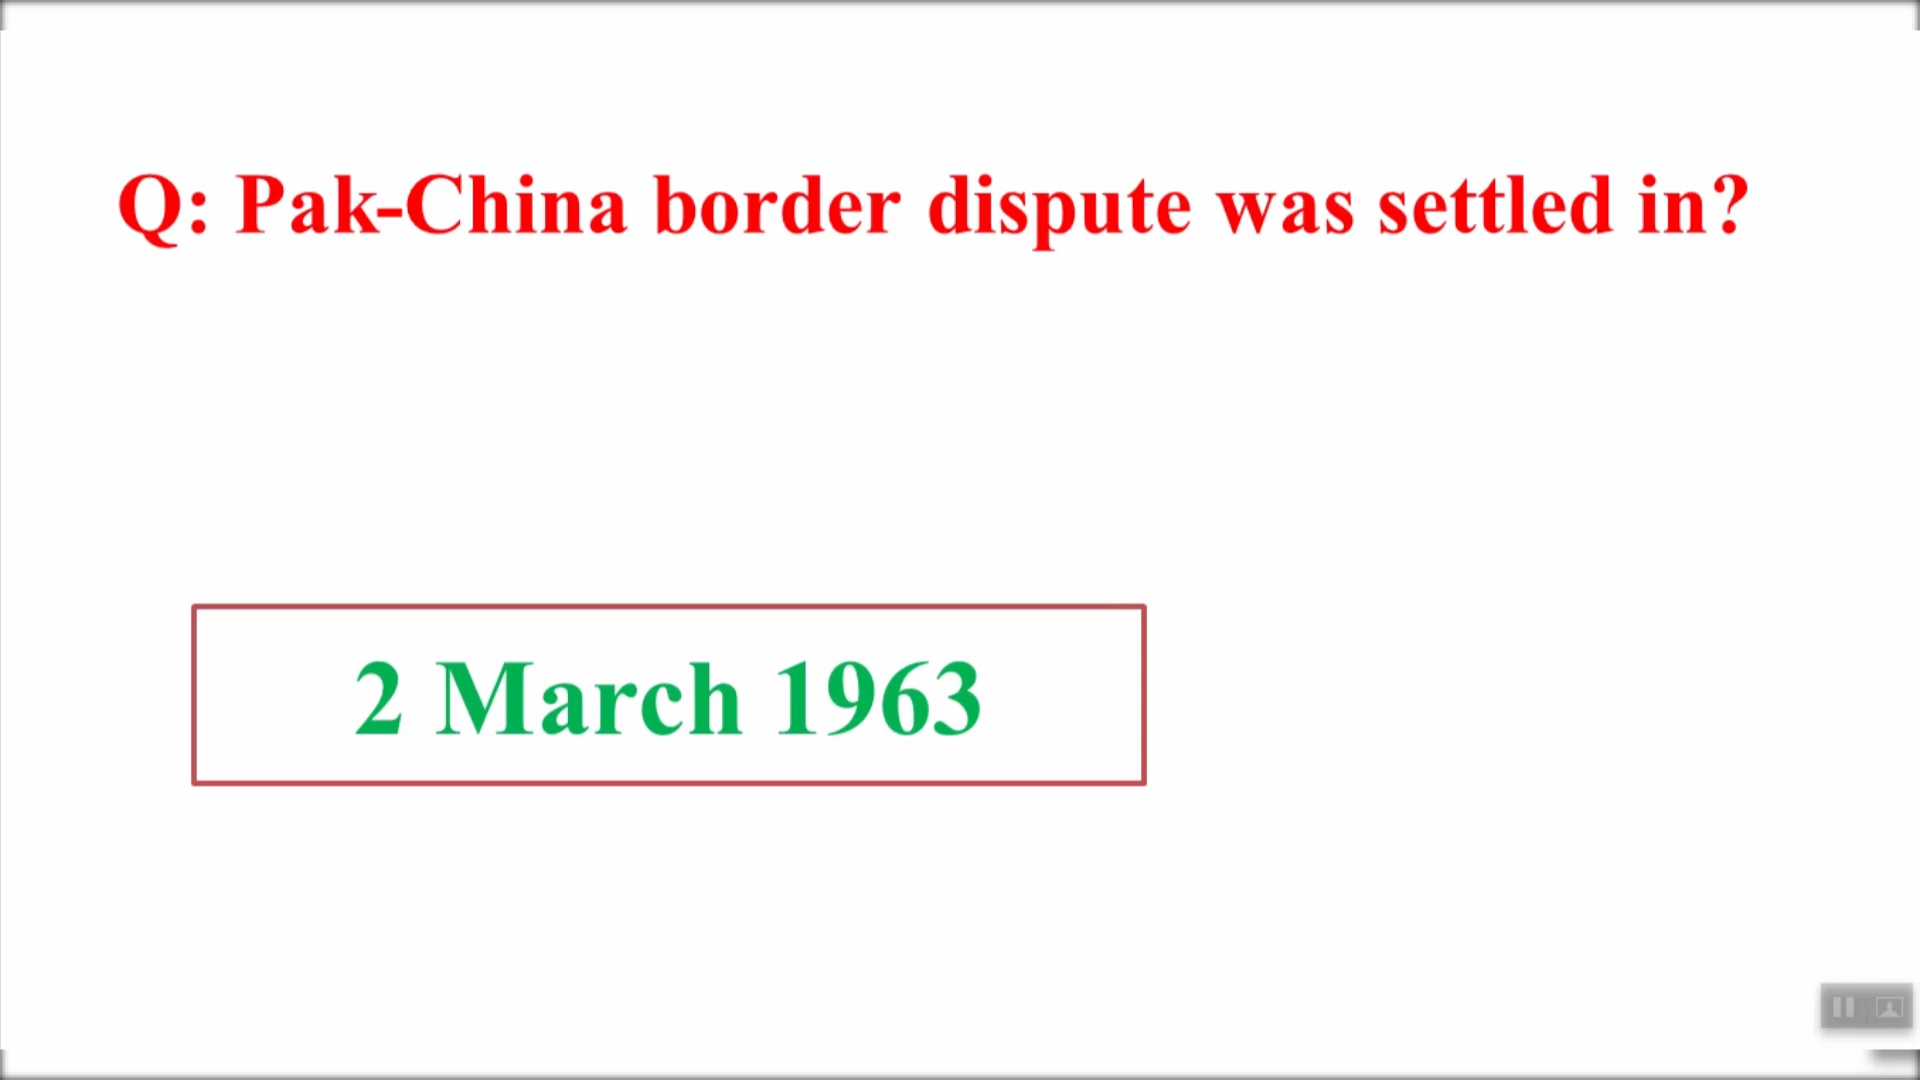 Q: Pak-China border dispute was settled in?
2 March 1963